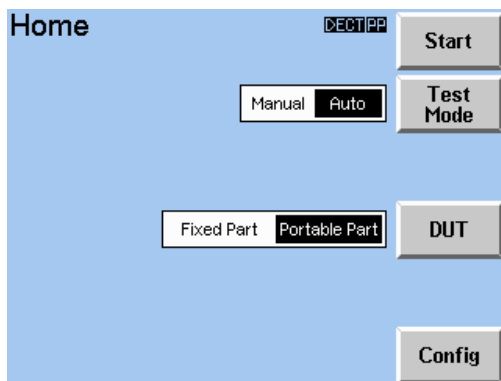 Home
DECT PP
Start
Manual Auto
Test
Mode
Fixed Part Portable Part
DUT
Config